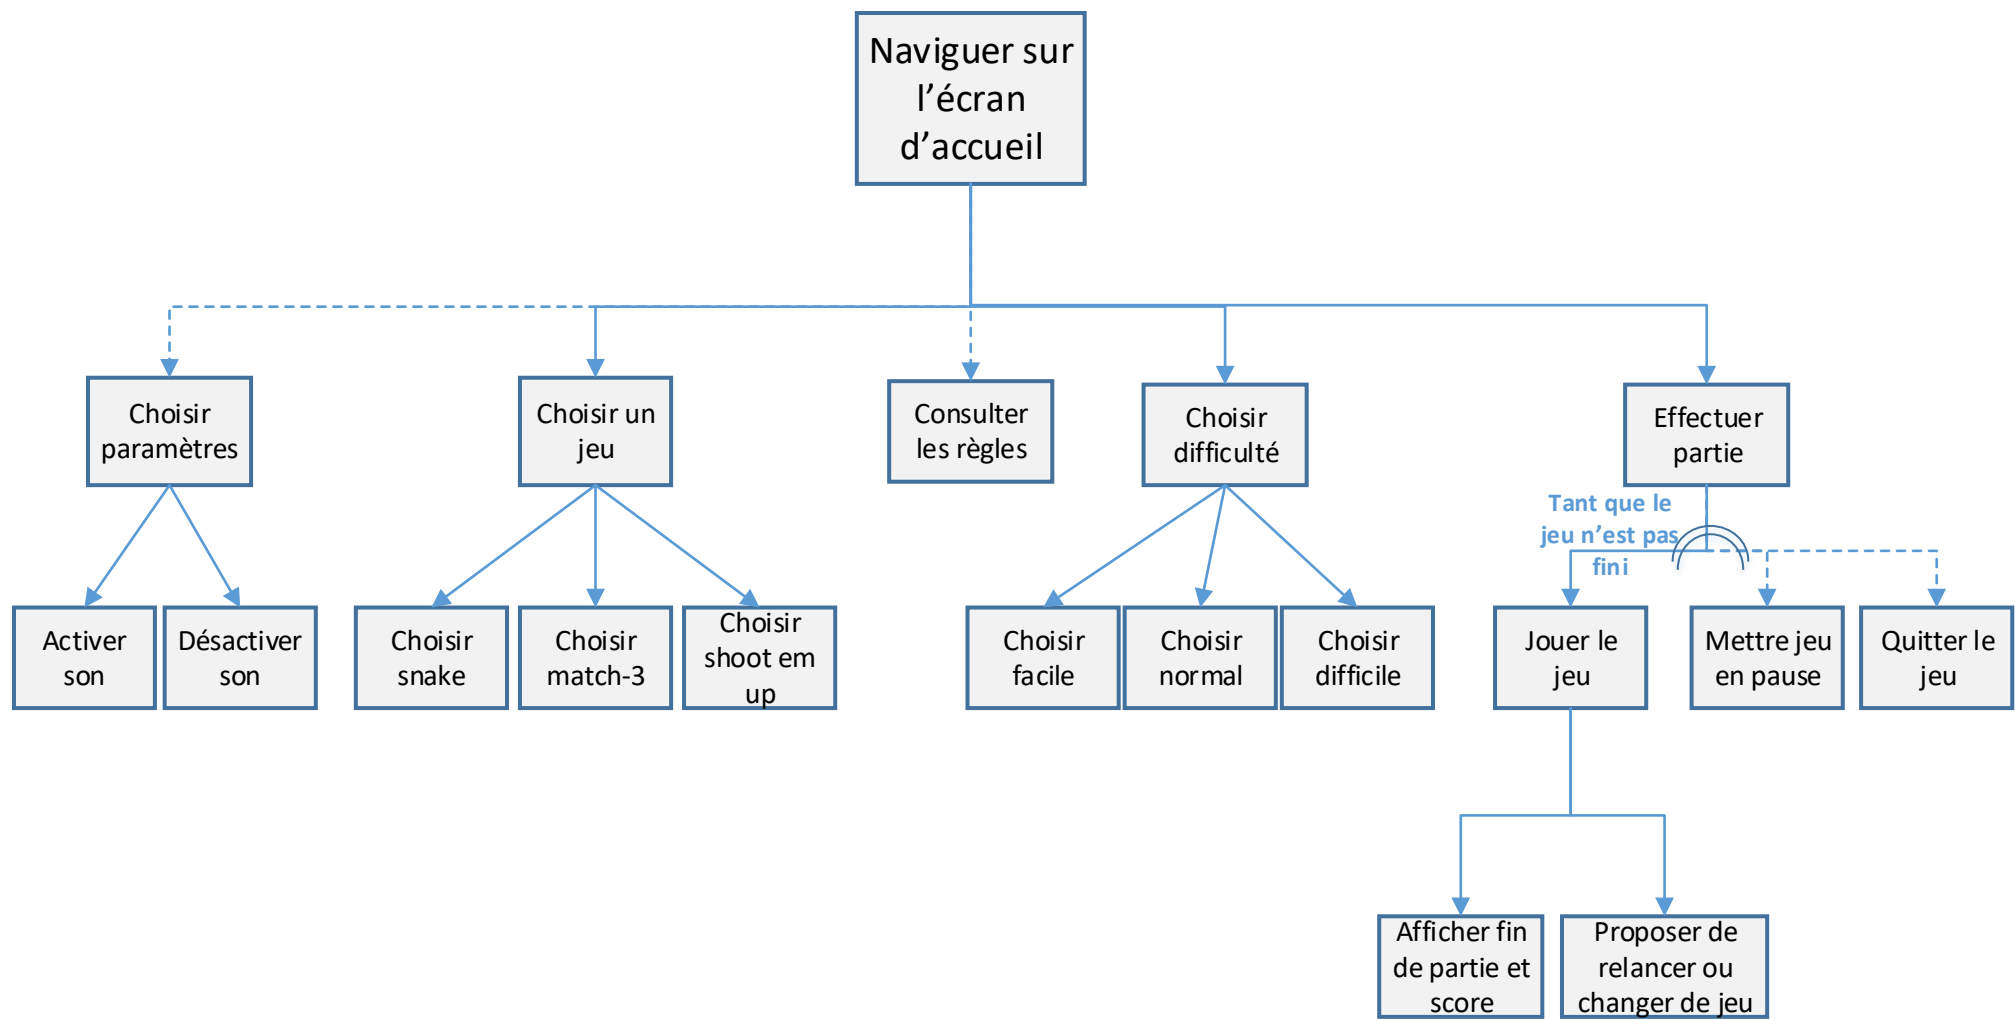 Naviguer sur
l’écran
d’accueil
Choisir
paramètres
Choisir un
jeu
Consulter
les règles
Choisir
difficulté
Effectuer
partie
Tant que le
jeu n’est pas
fini
Activer
son
Désactiver
son
Choisir
snake
Choisir
match-3
Choisir
shoot em
up
Choisir
facile
Choisir
normal
Choisir
difficile
Jouer le
jeu
Mettre jeu
en pause
Quitter le
jeu
Afficher fin
de partie et
score
Proposer de
relancer ou
changer de jeu